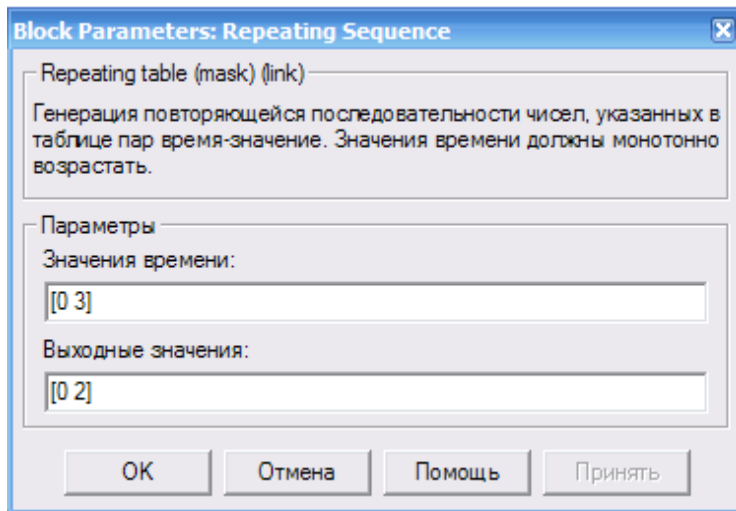 Block Parameters: Repeating Sequence
Repeating table (mask) (link)
Генерация повторяющейся последовательности чисел, указанных в
таблице пар время-значение. Значения времени должны монотонно
возрастать.
Параметры
Значения времени:
[0 3]
Выходные значения:
[0 2]
OK Отмена Помощь Принять